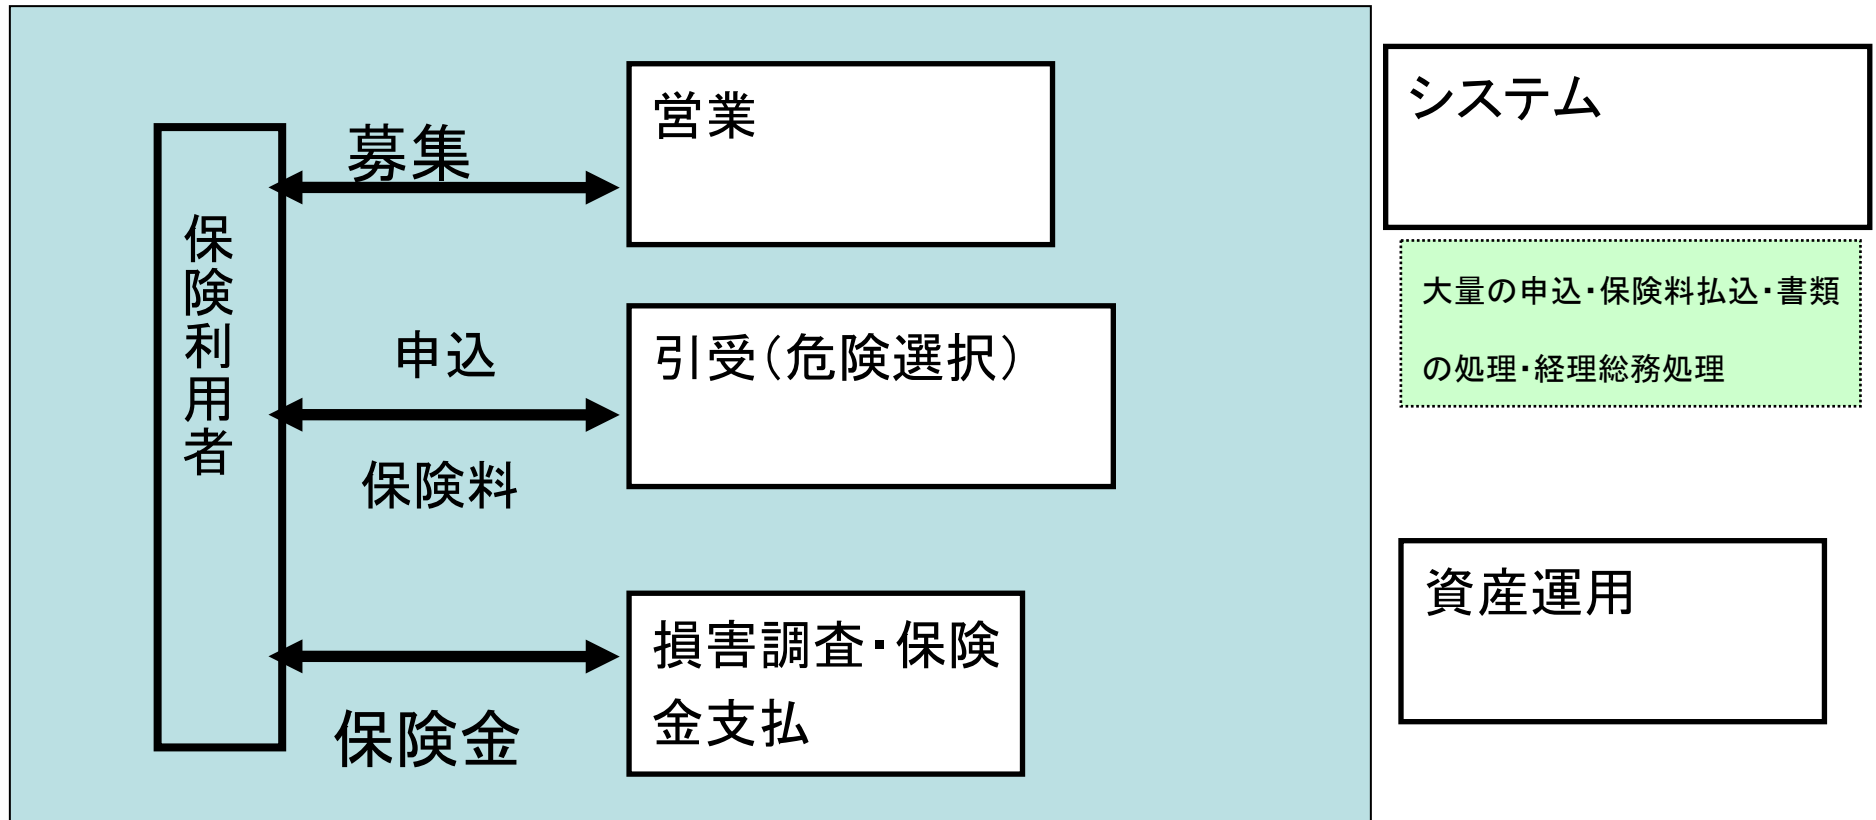 保険利用者
募集
営業
申込
保険料
引受（危険選択）
保険金
損害調査・保険
金支払
システム
大量の申込・保険料払込・書類
の処理・経理総務処理
資産運用